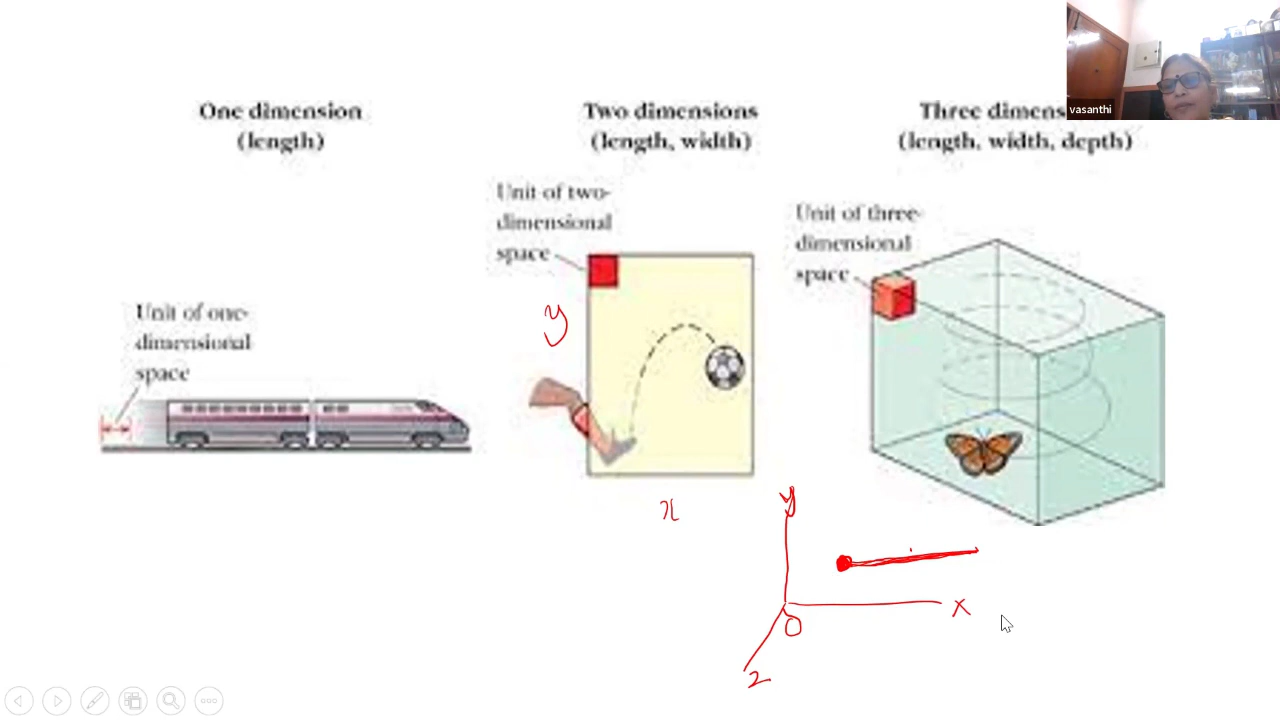 vasanthi
One dimension
(length)
Two dimensions
(length, width)
Three dimens
(length, width, depth)
Unit of two-
dimensional
space
Unit of three-
dimensional
space
Unit of one-
dimensional
space
y
x
y
x
O
z